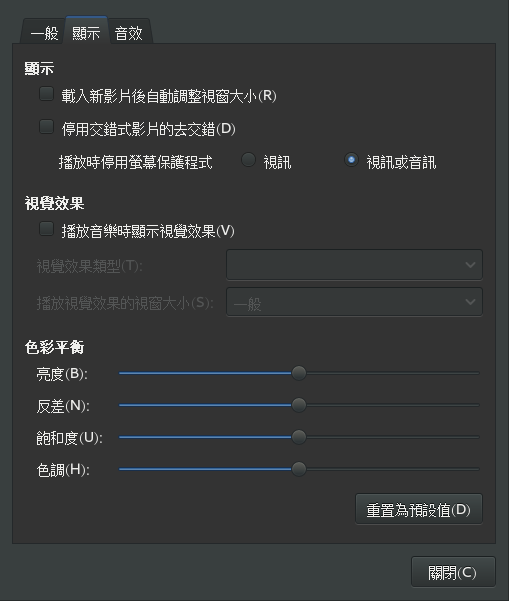 一般 顯示 音效
顯示
載入新影片後自動調整視窗大小(R)
停用交錯式影片的去交錯(D)
播放時停用螢幕保護程式 視訊 視訊或音訊
視覺效果
播放音樂時顯示視覺效果(V)
視覺效果類型(T):
播放視覺效果的視窗大小(S): 一般
色彩平衡
亮度(B):
反差(N):
飽和度(U):
色調(H):
重置為預設值(D)
關閉(C)